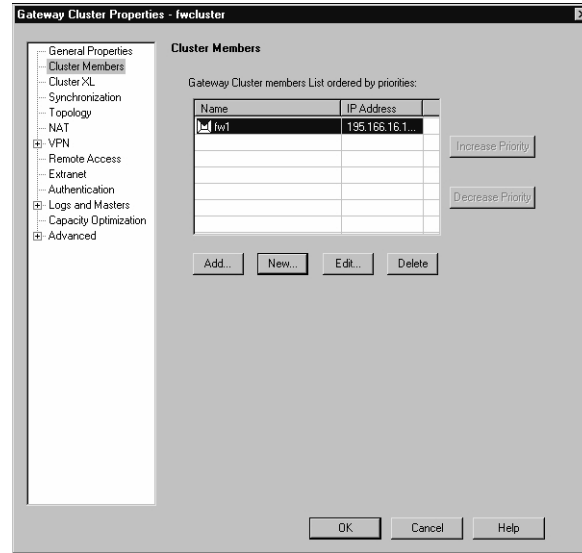 Gateway Cluster Properties - fwcluster
General Properties
Cluster Members
Cluster XL
Synchronization
Topology
NAT
VPN
Remote Access
Extranet
Authentication
Logs and Masters
Capacity Optimization
Advanced
Cluster Members
Gateway Cluster members List ordered by priorities:
Name IP Address
fw1 195.166.16.1...
Increase Priority
Decrease Priority
Add... New... Edit... Delete
OK Cancel Help